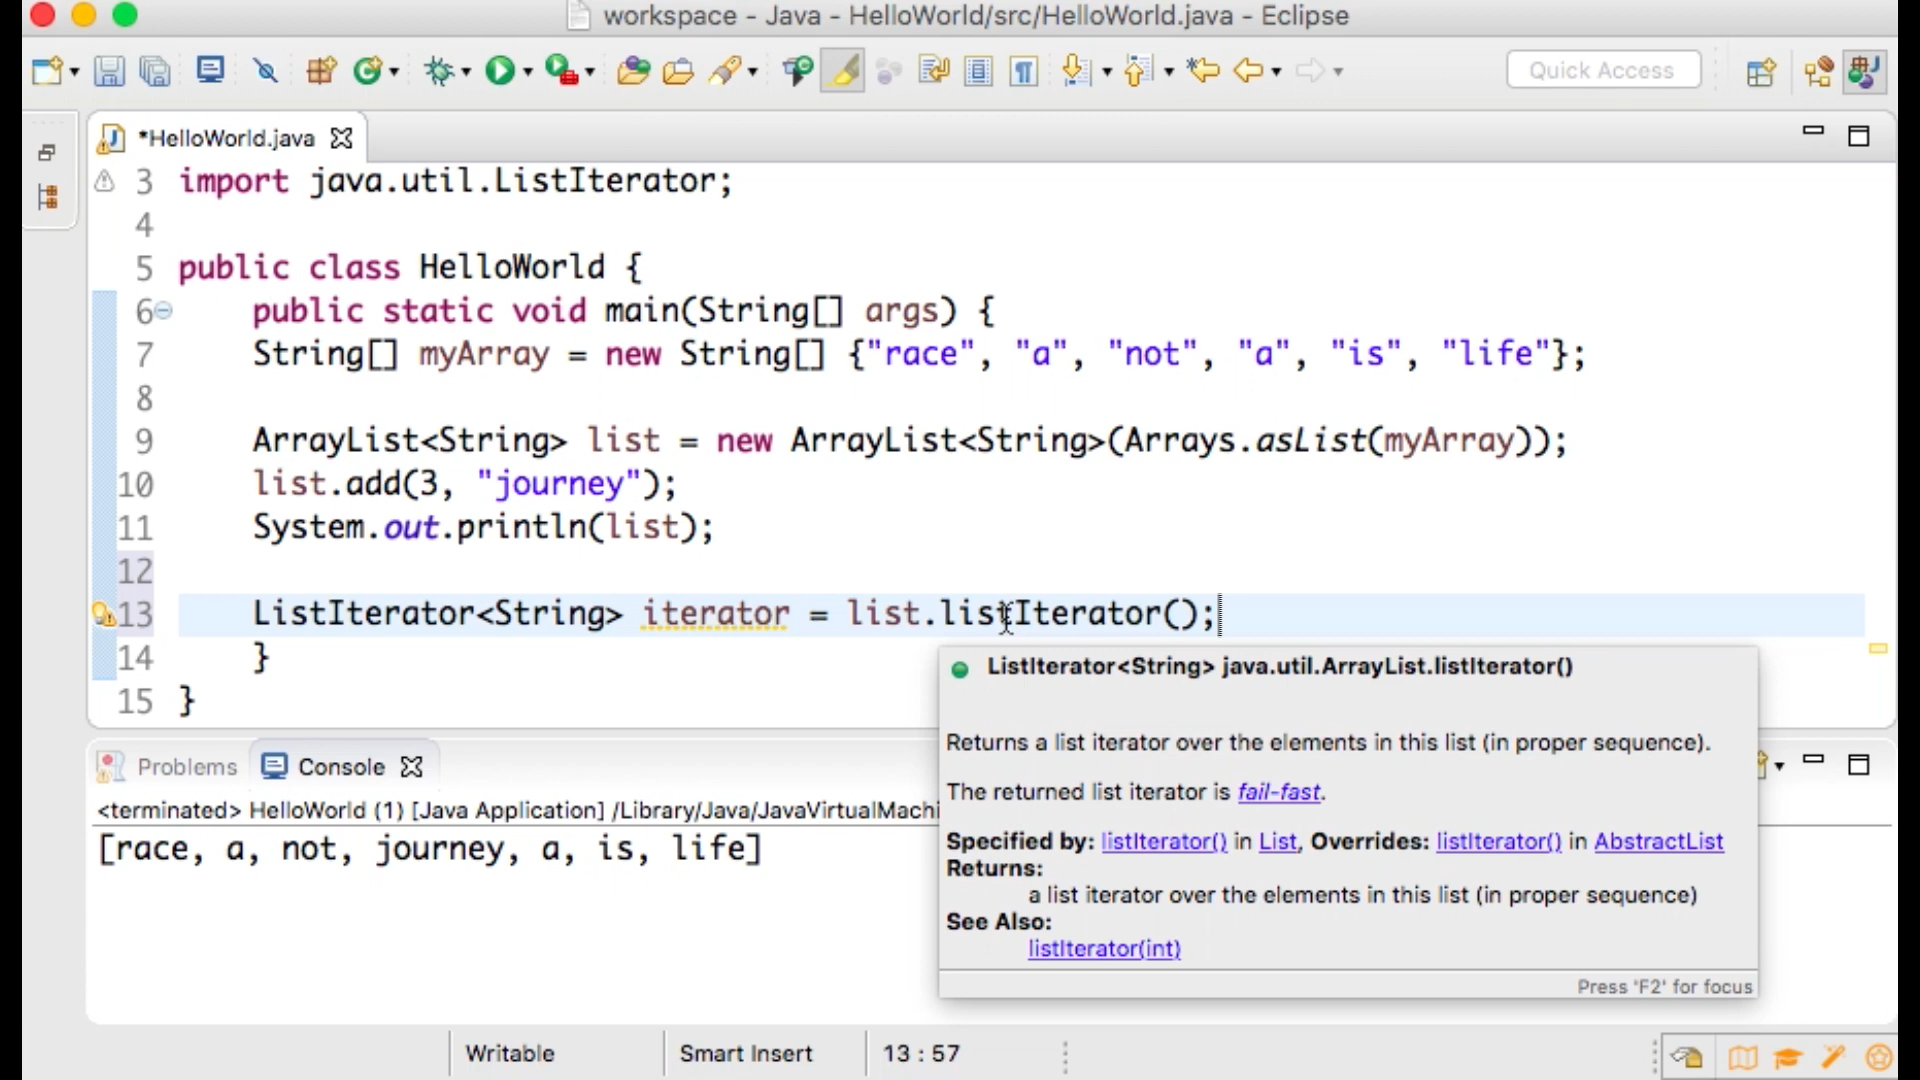 workspace - Java - HelloWorld/src/HelloWorld.java - Eclipse
Quick Access
*HelloWorld.java
3 import java.util.ListIterator;
4
5 public class HelloWorld {
6 public static void main(String[] args) {
7 String[] myArray = new String[] {"race", "a", "not", "a", "is", "life"};
8
9 ArrayList<String> list = new ArrayList<String>(Arrays.asList(myArray));
10 list.add(3, "journey");
11 System.out.println(list);
12
13 ListIterator<String> iterator = list.listIterator();
14 }
15 }
ListIterator<String> java.util.ArrayList.listIterator()
Returns a list iterator over the elements in this list (in proper sequence).
The returned list iterator is fail-fast.
Specified by: listIterator() in List, Overrides: listIterator() in AbstractList
Returns:
a list iterator over the elements in this list (in proper sequence)
See Also:
listIterator(int)
Press 'F2' for focus
Problems Console
<terminated> HelloWorld (1) [Java Application] /Library/Java/JavaVirtualMachi
[race, a, not, journey, a, is, life]
Writable Smart Insert 13 : 57